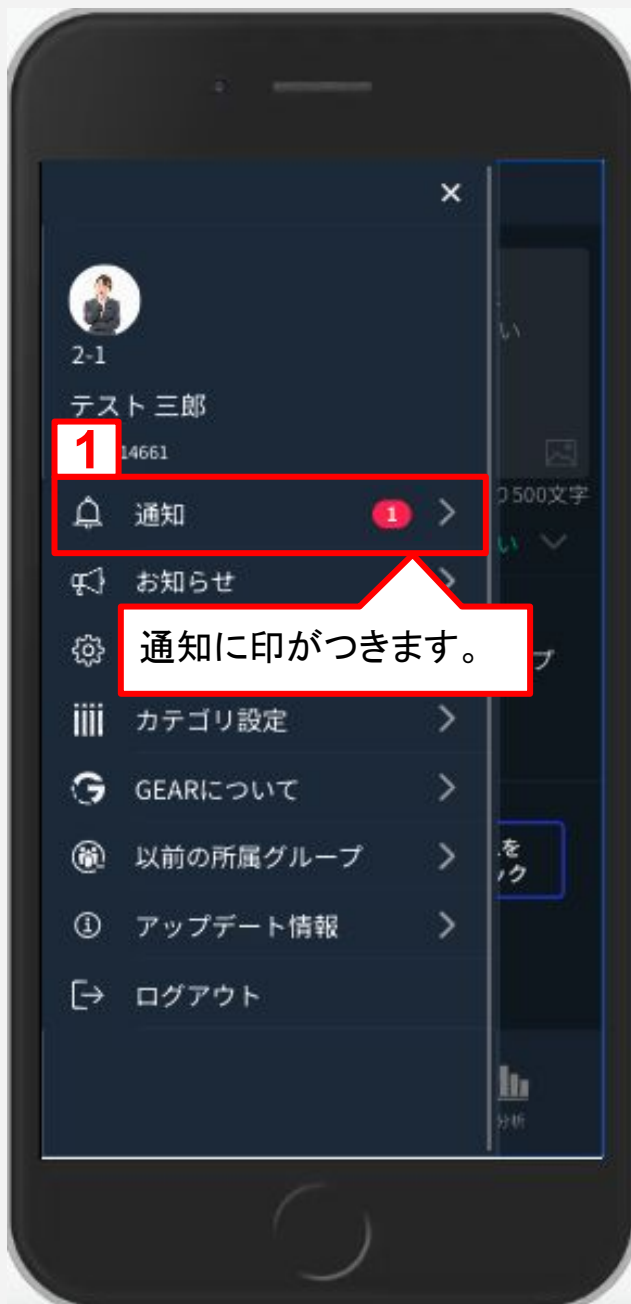 ×
2-1
テスト 三郎
1
14661
通知
1
お知らせ
通知に印がつきます。
カテゴリ設定
GEARについて
以前の所属グループ
アップデート情報
ログアウト
い
500文字
い
プ
を
ック
分析